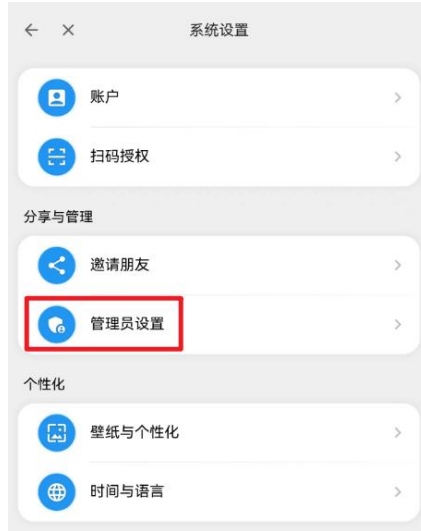 系统设置
账户
扫码授权
分享与管理
邀请朋友
管理员设置
个性化
壁纸与个性化
时间与语言